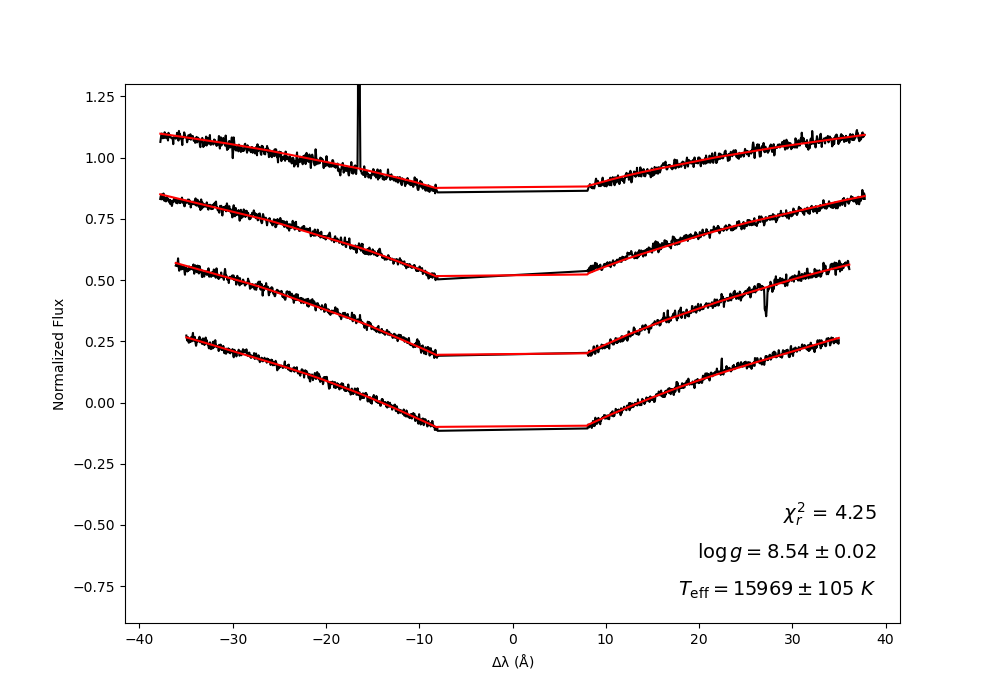 1.25
1.00
0.75
0.50
0.25
0.00
−0.25
−0.50
−0.75
Normalized Flux
χ²ᵣ = 4.25
log g = 8.54 ± 0.02
T_eff = 15969 ± 105 K
−40 −30 −20 −10 0 10 20 30 40
Δλ (Å)